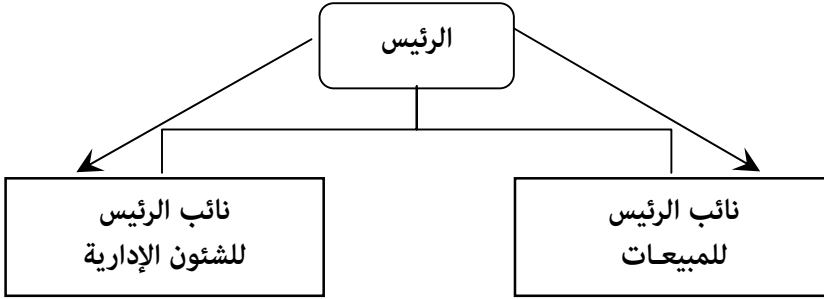 الرئيس
نائب الرئيس
للمبيعـات
نائب الرئيس
للشئون الإدارية